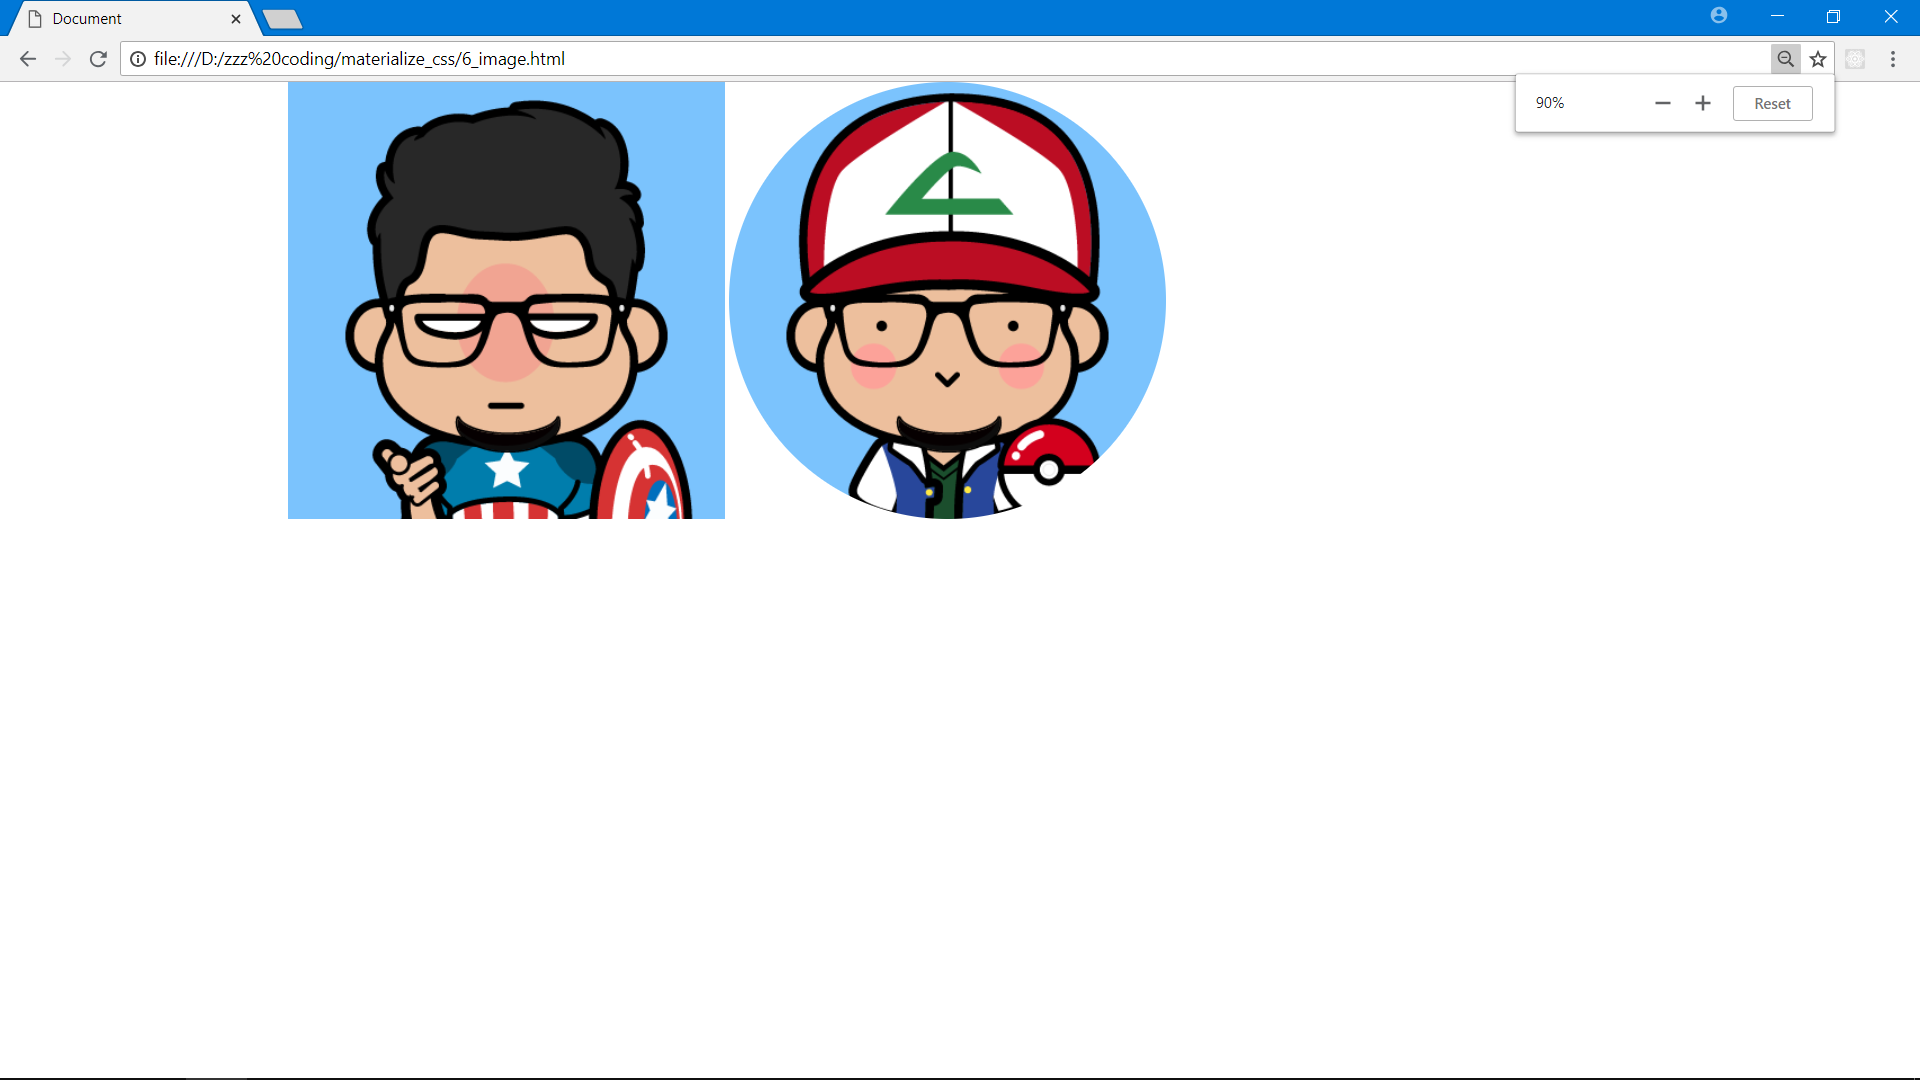 Document
file:///D:/zzz%20coding/materialize_css/6_image.html
90%
Reset